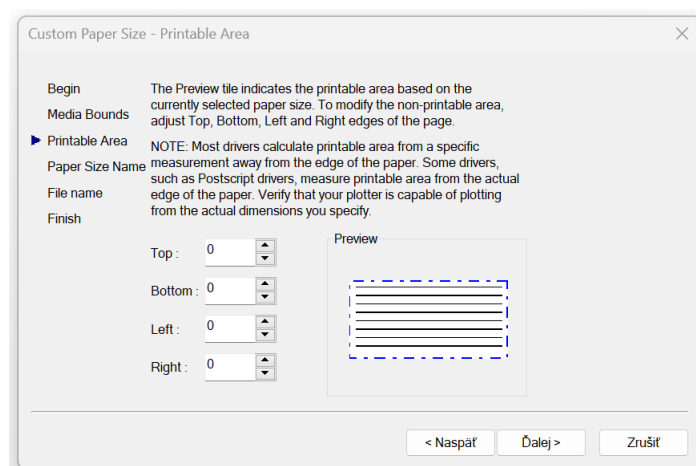 Custom Paper Size - Printable Area
Begin
Media Bounds
Printable Area
Paper Size Name
File name
Finish
The Preview tile indicates the printable area based on the
currently selected paper size. To modify the non-printable area,
adjust Top, Bottom, Left and Right edges of the page.
NOTE: Most drivers calculate printable area from a specific
measurement away from the edge of the paper. Some drivers,
such as Postscript drivers, measure printable area from the actual
edge of the paper. Verify that your plotter is capable of plotting
from the actual dimensions you specify.
Top : 0
Bottom : 0
Left : 0
Right : 0
Preview
< Naspäť
Ďalej >
Zrušiť